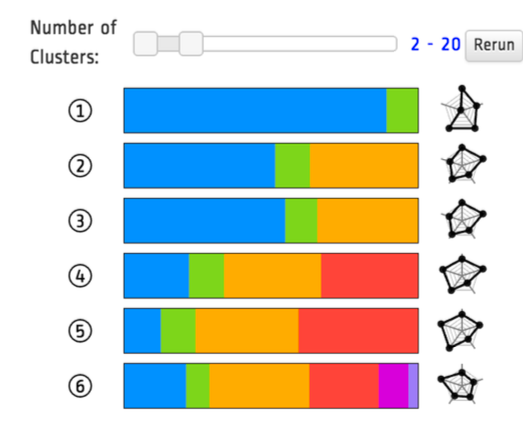 Number of
Clusters:
2 - 20 Rerun
①
②
③
④
⑤
⑥